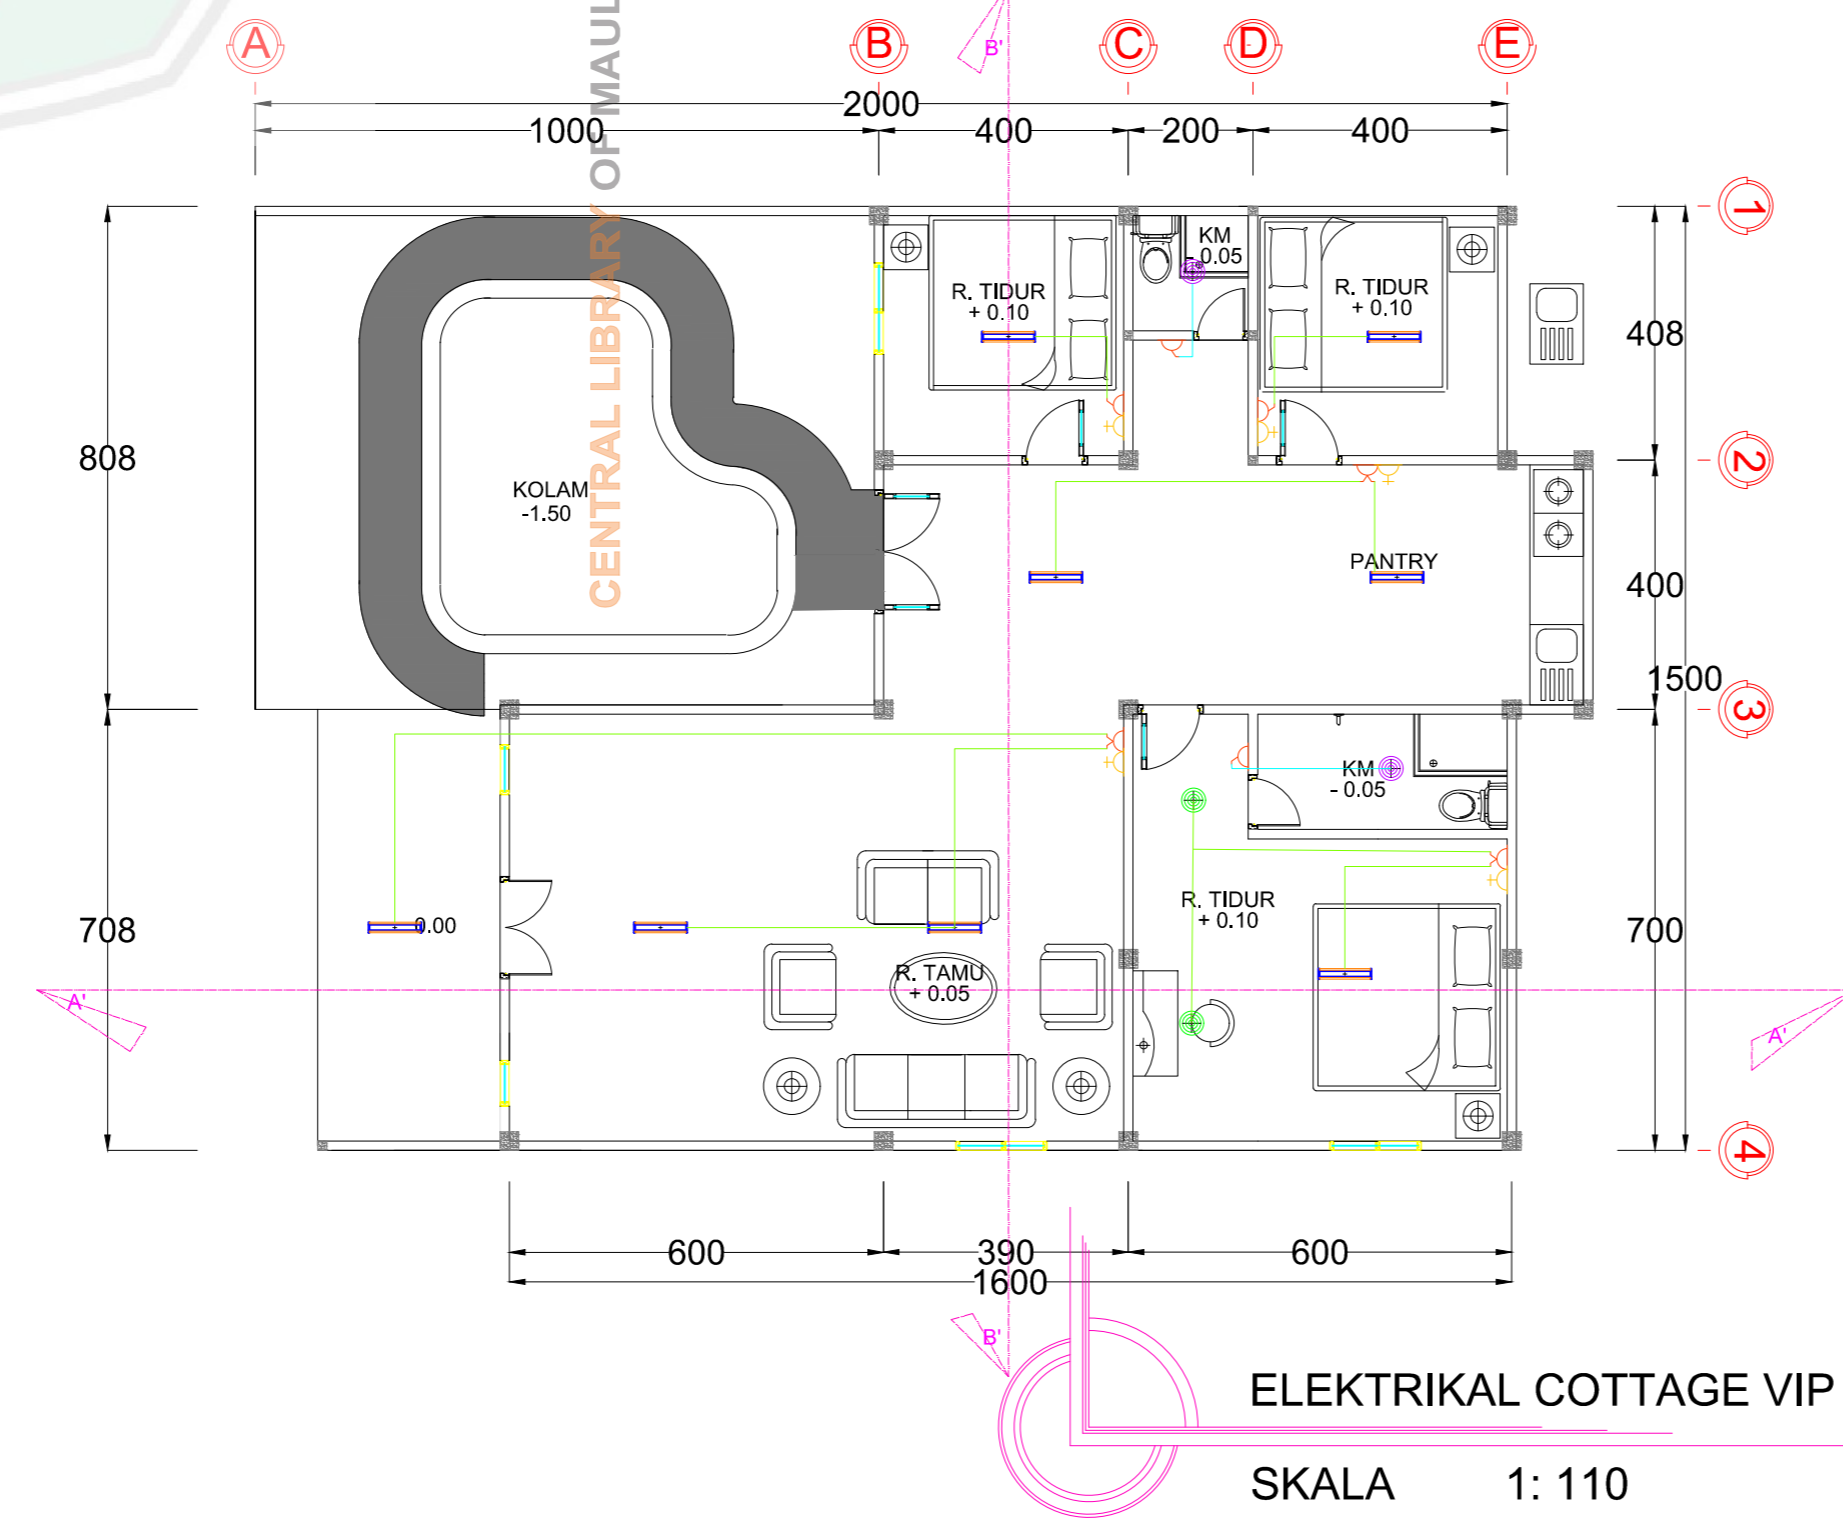 A
B
B'
C
D
E
2000
1000
400
200
400
OF MAUL
CENTRAL LIBRARY
1
KM
- 0.05
R. TIDUR
+ 0.10
R. TIDUR
+ 0.10
408
808
2
KOLAM
-1.50
PANTRY
400
1500
3
KM
- 0.05
R. TIDUR
+ 0.10
708
0.00
700
R. TAMU
+ 0.05
A'
A'
4
600
390
600
1600
B'
ELEKTRIKAL COTTAGE VIP
SKALA 1: 110